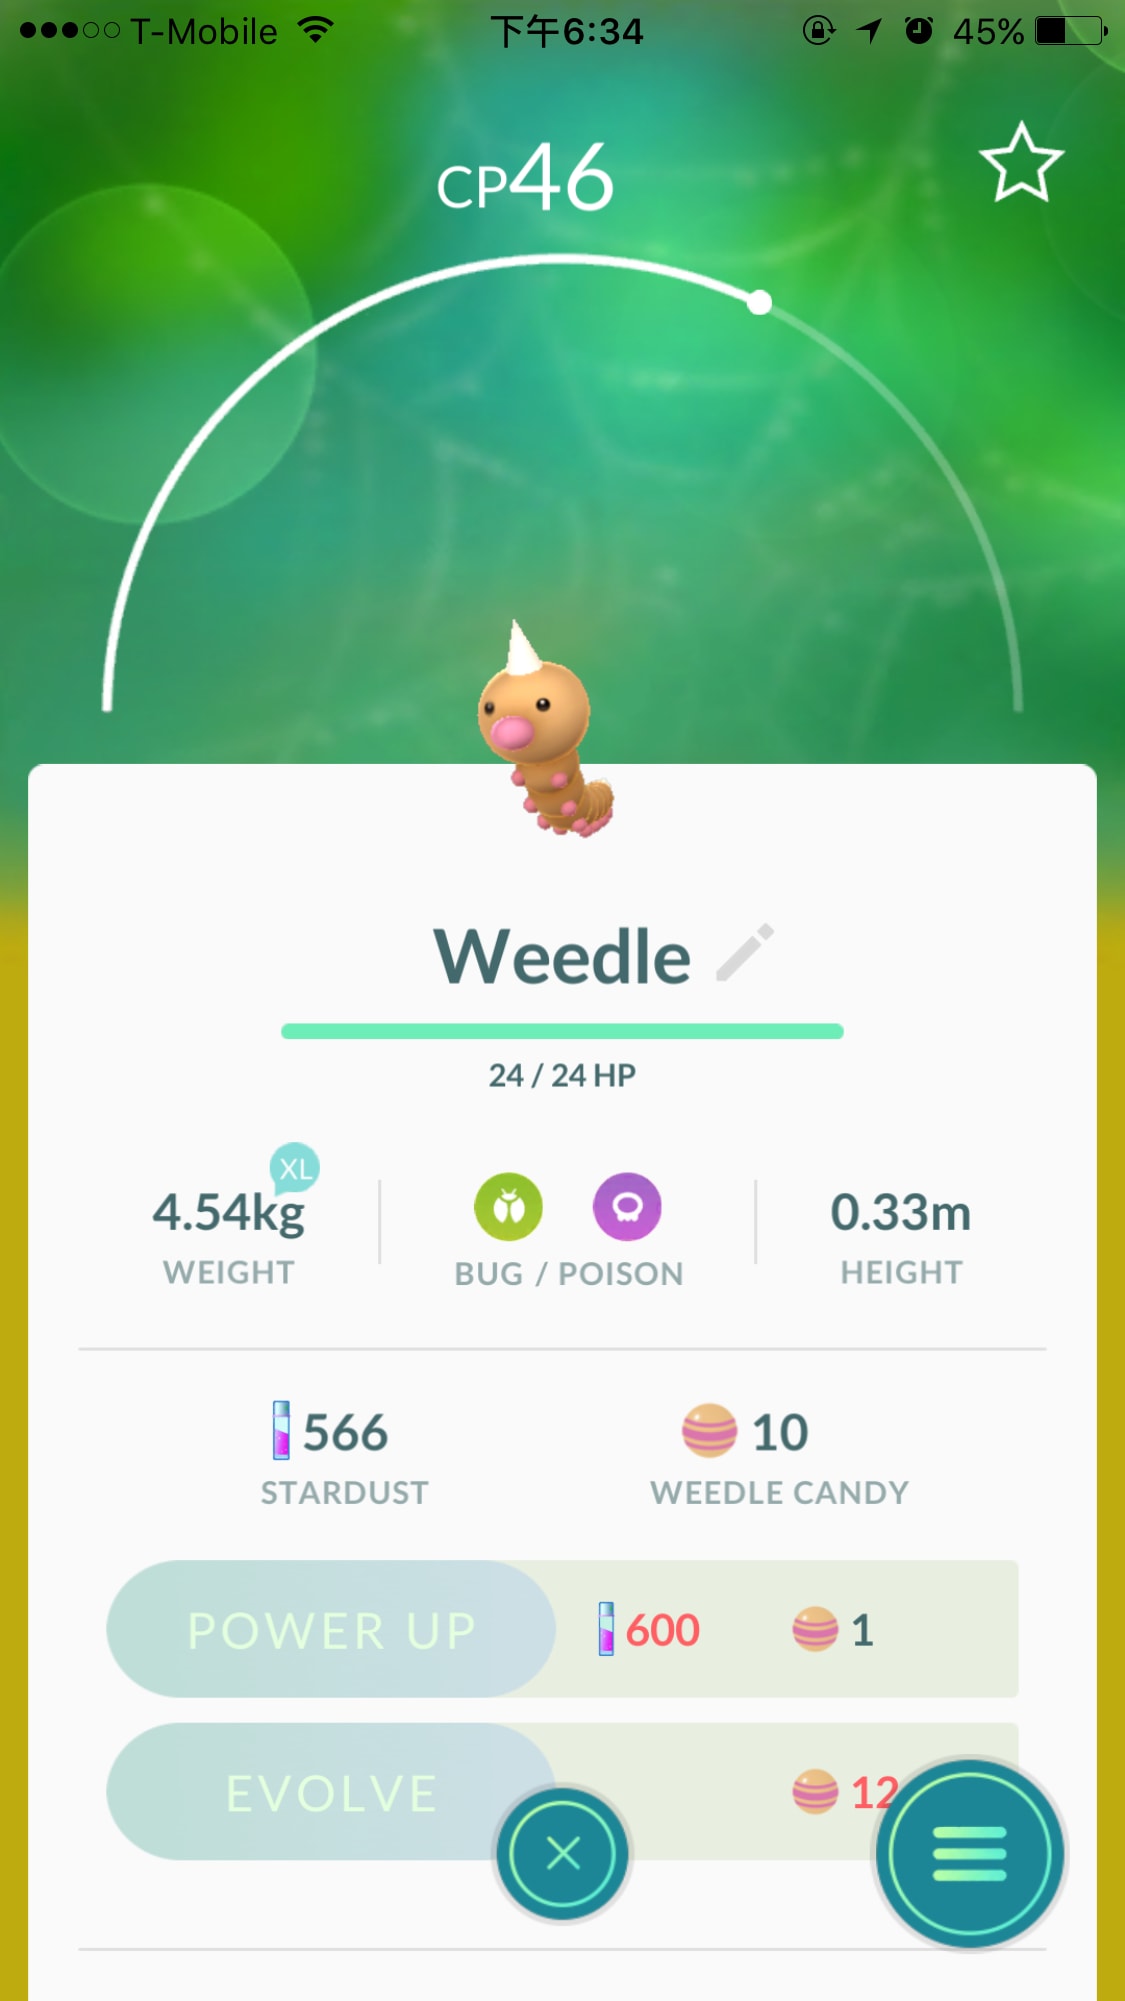 T-Mobile 下午6:34 45%
CP46
Weedle
24 / 24 HP
XL
4.54kg 0.33m
WEIGHT BUG / POISON HEIGHT
566 10
STARDUST WEEDLE CANDY
POWER UP 600 1
EVOLVE 12